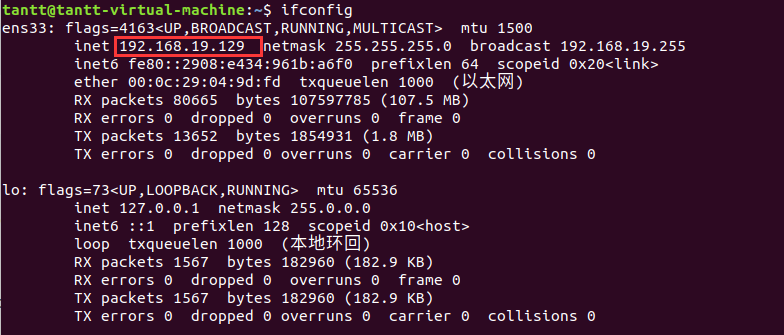 tantt@tantt-virtual-machine:~$ ifconfig
ens33: flags=4163<UP,BROADCAST,RUNNING,MULTICAST>  mtu 1500
        inet 192.168.19.129  netmask 255.255.255.0  broadcast 192.168.19.255
        inet6 fe80::2908:e434:961b:a6f0  prefixlen 64  scopeid 0x20<link>
        ether 00:0c:29:04:9d:fd  txqueuelen 1000  (以太网)
        RX packets 80665  bytes 107597785 (107.5 MB)
        RX errors 0  dropped 0  overruns 0  frame 0
        TX packets 13652  bytes 1854931 (1.8 MB)
        TX errors 0  dropped 0 overruns 0  carrier 0  collisions 0

lo: flags=73<UP,LOOPBACK,RUNNING>  mtu 65536
        inet 127.0.0.1  netmask 255.0.0.0
        inet6 ::1  prefixlen 128  scopeid 0x10<host>
        loop  txqueuelen 1000  (本地环回)
        RX packets 1567  bytes 182960 (182.9 KB)
        RX errors 0  dropped 0  overruns 0  frame 0
        TX packets 1567  bytes 182960 (182.9 KB)
        TX errors 0  dropped 0 overruns 0  carrier 0  collisions 0